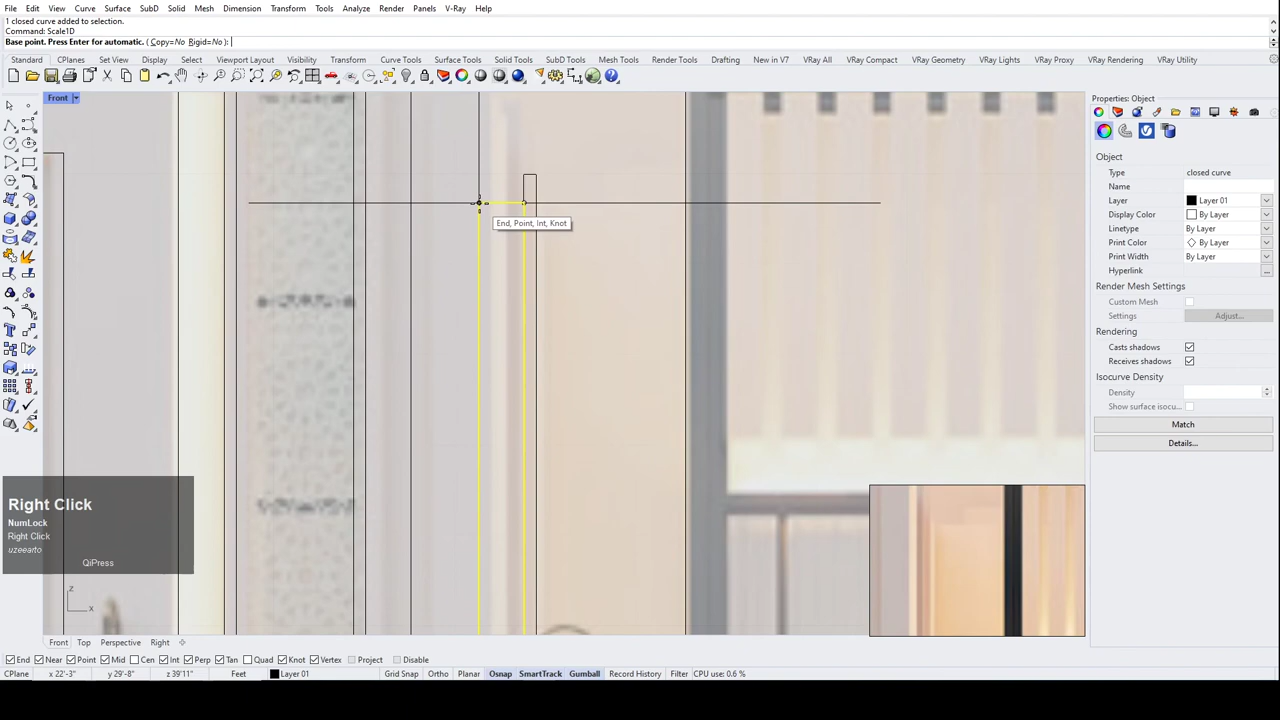 File Edit View Curve Surface SubD Solid Mesh Dimension Transform Tools Analyze Render Panels V-Ray Help
1 closed curve added to selection.
Command: Scale1D
Base point. Press Enter for automatic. ( Copy=No Rigid=No ):
Standard CPlanes Set View Display Select Viewport Layout Visibility Transform Curve Tools Surface Tools Solid Tools SubD Tools Mesh Tools Render Tools Drafting New in V7 VRay All VRay Compact VRay Geometry VRay Lights VRay Proxy VRay Rendering VRay Utility
Front
Properties: Object
Object
Type closed curve
Name
Layer Layer 01
Display Color By Layer
Linetype By Layer
Print Color By Layer
Print Width By Layer
Hyperlink ...
Render Mesh Settings
Custom Mesh
Settings Adjust...
Rendering
Casts shadows
Receives shadows
Isocurve Density
Density
Show surface isocu...
Match
Details...
End, Point, Int, Knot
Right Click
NumLock
Right Click
uzeearto
QiPress
z
x
Front Top Perspective Right
End Near Point Mid Cen Int Perp Tan Quad Knot Vertex Project Disable
CPlane x 22'-3" y 29'-8" z 39'11" Feet Layer 01 Grid Snap Ortho Planar Osnap SmartTrack Gumball Record History Filter CPU use: 0.6 %